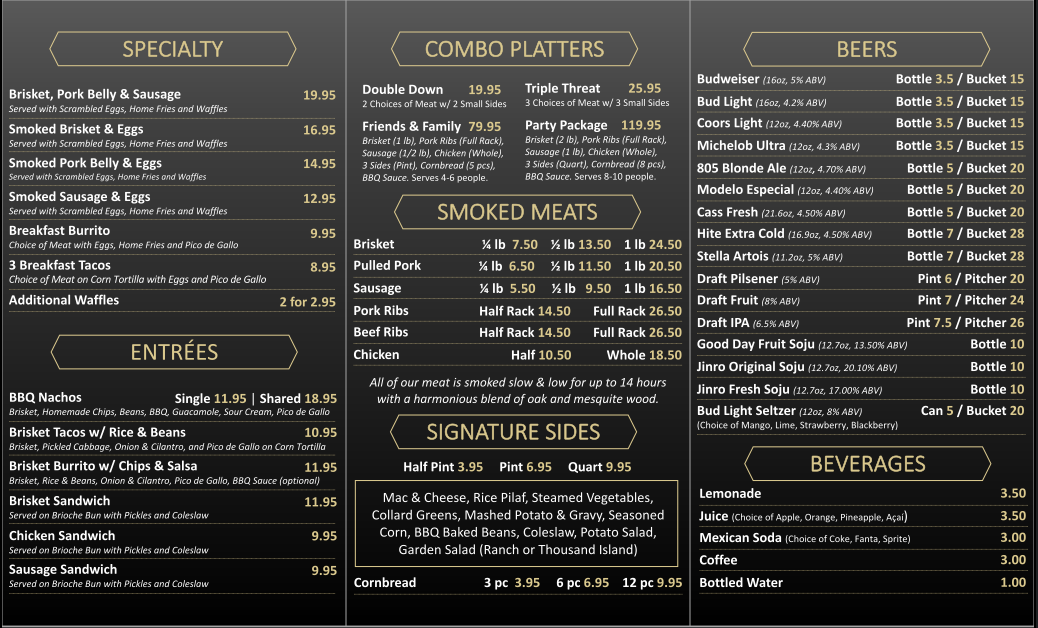 SPECIALTY
Brisket, Pork Belly & Sausage 19.95
Served with Scrambled Eggs, Home Fries and Waffles
Smoked Brisket & Eggs 16.95
Served with Scrambled Eggs, Home Fries and Waffles
Smoked Pork Belly & Eggs 14.95
Served with Scrambled Eggs, Home Fries and Waffles
Smoked Sausage & Eggs 12.95
Served with Scrambled Eggs, Home Fries and Waffles
Breakfast Burrito 9.95
Choice of Meat with Eggs, Home Fries and Pico de Gallo
3 Breakfast Tacos 8.95
Choice of Meat on Corn Tortilla with Eggs and Pico de Gallo
Additional Waffles 2 for 2.95
ENTRÉES
BBQ Nachos Single 11.95 | Shared 18.95
Brisket, Homemade Chips, Beans, BBQ, Guacamole, Sour Cream, Pico de Gallo
Brisket Tacos w/ Rice & Beans 10.95
Brisket, Pickled Cabbage, Onion & Cilantro, and Pico de Gallo on Corn Tortilla
Brisket Burrito w/ Chips & Salsa 11.95
Brisket, Rice & Beans, Onion & Cilantro, Pico de Gallo, BBQ Sauce (optional)
Brisket Sandwich 11.95
Served on Brioche Bun with Pickles and Coleslaw
Chicken Sandwich 9.95
Served on Brioche Bun with Pickles and Coleslaw
Sausage Sandwich 9.95
Served on Brioche Bun with Pickles and Coleslaw
COMBO PLATTERS
Double Down 19.95
2 Choices of Meat w/ 2 Small Sides
Triple Threat 25.95
3 Choices of Meat w/ 3 Small Sides
Friends & Family 79.95
Brisket (1 lb), Pork Ribs (Full Rack),
Sausage (1/2 lb), Chicken (Whole),
3 Sides (Pint), Cornbread (5 pcs),
BBQ Sauce. Serves 4-6 people.
Party Package 119.95
Brisket (2 lb), Pork Ribs (Full Rack),
Sausage (1 lb), Chicken (Whole),
3 Sides (Quart), Cornbread (8 pcs),
BBQ Sauce. Serves 8-10 people.
SMOKED MEATS
Brisket ¼ lb 7.50 ½ lb 13.50 1 lb 24.50
Pulled Pork ¼ lb 6.50 ½ lb 11.50 1 lb 20.50
Sausage ¼ lb 5.50 ½ lb 9.50 1 lb 16.50
Pork Ribs Half Rack 14.50 Full Rack 26.50
Beef Ribs Half Rack 14.50 Full Rack 26.50
Chicken Half 10.50 Whole 18.50
All of our meat is smoked slow & low for up to 14 hours
with a harmonious blend of oak and mesquite wood.
SIGNATURE SIDES
Half Pint 3.95 Pint 6.95 Quart 9.95
Mac & Cheese, Rice Pilaf, Steamed Vegetables,
Collard Greens, Mashed Potato & Gravy, Seasoned
Corn, BBQ Baked Beans, Coleslaw, Potato Salad,
Garden Salad (Ranch or Thousand Island)
Cornbread 3 pc 3.95 6 pc 6.95 12 pc 9.95
BEERS
Budweiser (16oz, 5% ABV) Bottle 3.5 / Bucket 15
Bud Light (16oz, 4.2% ABV) Bottle 3.5 / Bucket 15
Coors Light (12oz, 4.40% ABV) Bottle 3.5 / Bucket 15
Michelob Ultra (12oz, 4.3% ABV) Bottle 3.5 / Bucket 15
805 Blonde Ale (12oz, 4.70% ABV) Bottle 5 / Bucket 20
Modelo Especial (12oz, 4.40% ABV) Bottle 5 / Bucket 20
Cass Fresh (21.6oz, 4.50% ABV) Bottle 5 / Bucket 20
Hite Extra Cold (16.9oz, 4.50% ABV) Bottle 7 / Bucket 28
Stella Artois (11.2oz, 5% ABV) Bottle 7 / Bucket 28
Draft Pilsener (5% ABV) Pint 6 / Pitcher 20
Draft Fruit (8% ABV) Pint 7 / Pitcher 24
Draft IPA (6.5% ABV) Pint 7.5 / Pitcher 26
Good Day Fruit Soju (12.7oz, 13.50% ABV) Bottle 10
Jinro Original Soju (12.7oz, 20.10% ABV) Bottle 10
Jinro Fresh Soju (12.7oz, 17.00% ABV) Bottle 10
Bud Light Seltzer (12oz, 8% ABV) Can 5 / Bucket 20
(Choice of Mango, Lime, Strawberry, Blackberry)
BEVERAGES
Lemonade 3.50
Juice (Choice of Apple, Orange, Pineapple, Açaí) 3.50
Mexican Soda (Choice of Coke, Fanta, Sprite) 3.00
Coffee 3.00
Bottled Water 1.00